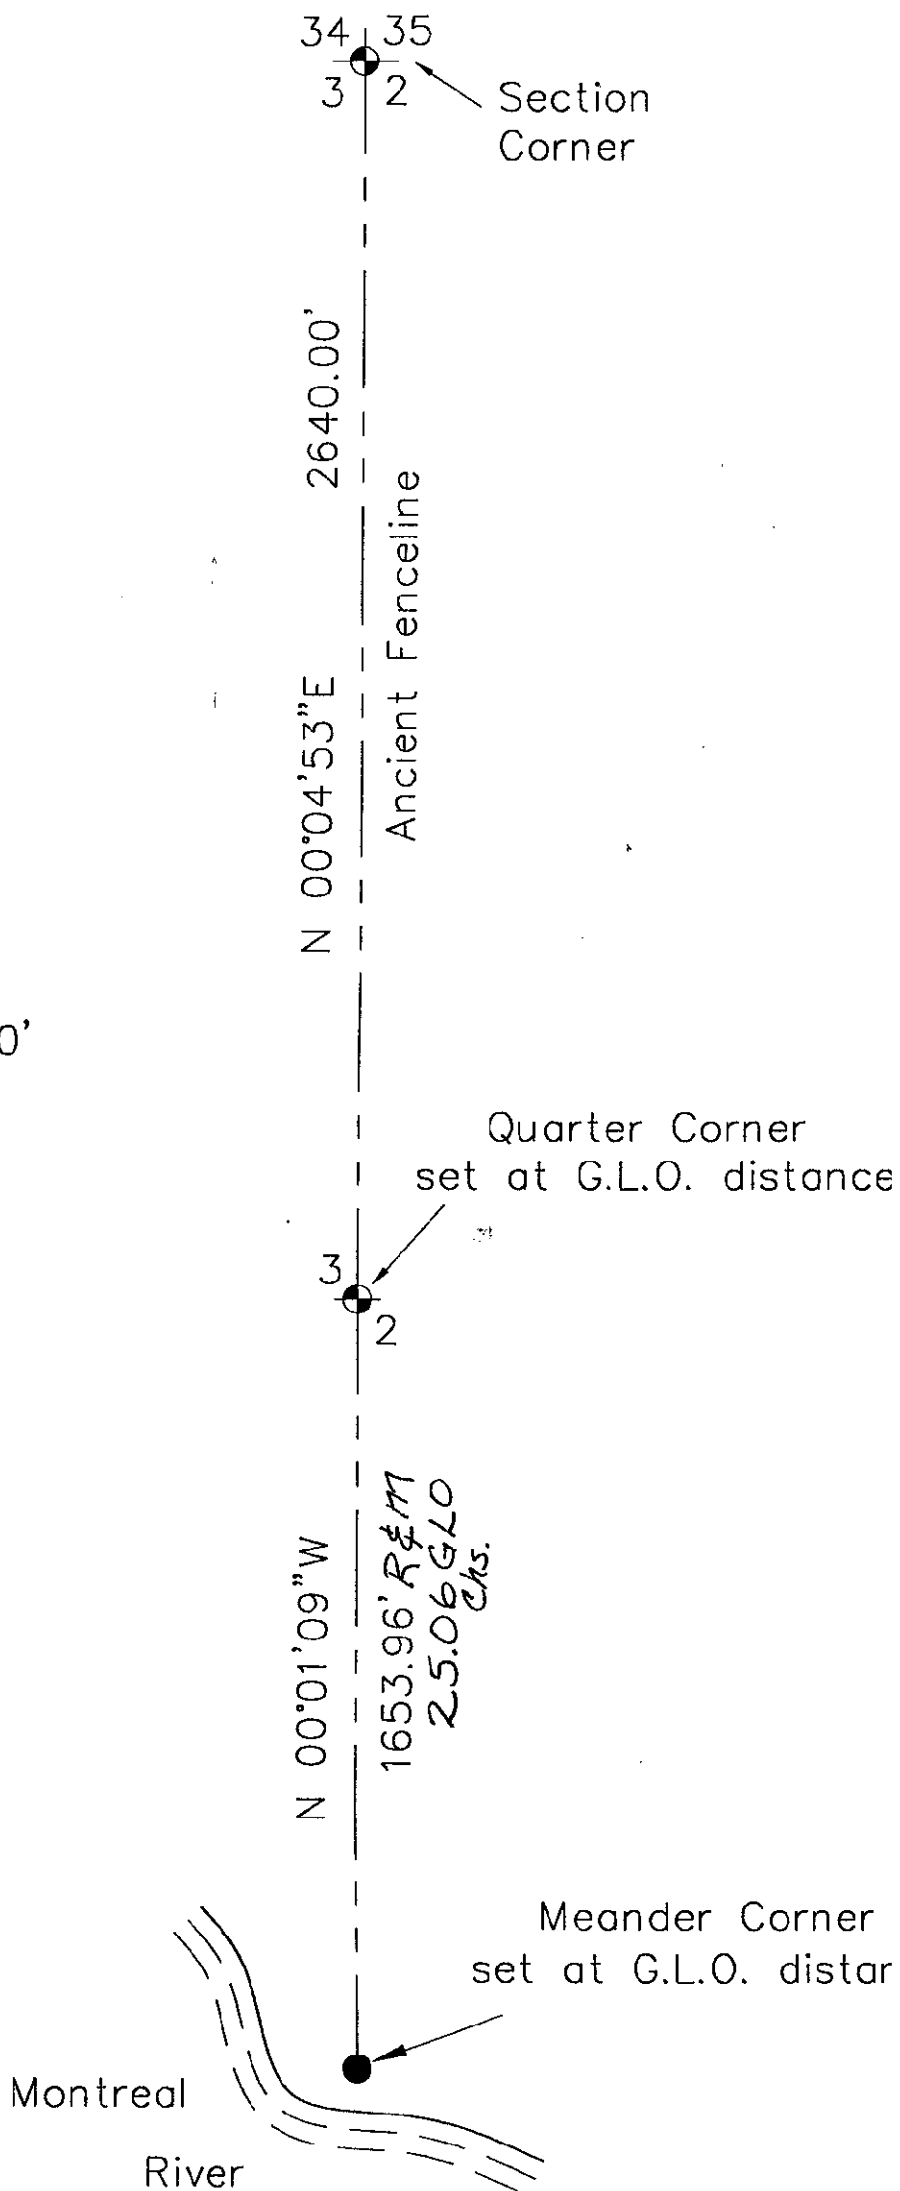 34 35
3 2
Section
Corner
2640.00'
N 00°04'53"E
Ancient Fenceline
0'
Quarter Corner
set at G.L.O. distance
3
2
N 00°01'09"W
1653.96' R&M
25.06 GLO
Chs.
Meander Corner
set at G.L.O. distar
Montreal
River